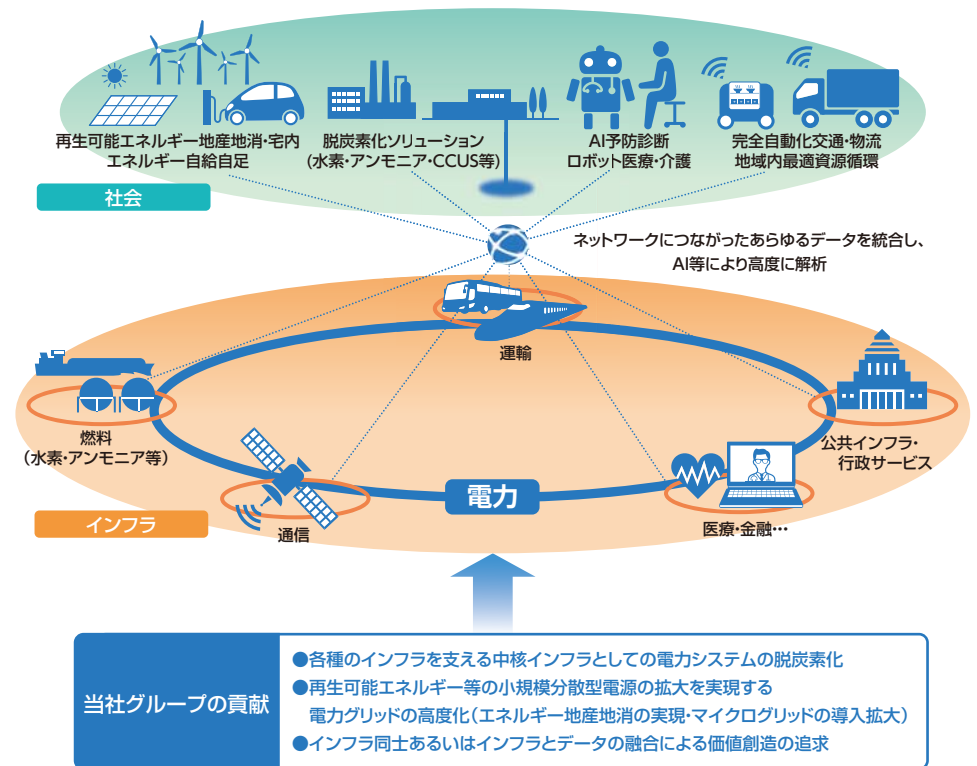 再生可能エネルギー地産地消・宅内
エネルギー自給自足
脱炭素化ソリューション
(水素・アンモニア・CCUS等)
AI予防診断
ロボット医療・介護
完全自動化交通・物流
地域内最適資源循環
社会
ネットワークにつながったあらゆるデータを統合し、
AI等により高度に解析
運輸
燃料
(水素・アンモニア等)
公共インフラ・
行政サービス
電力
インフラ
通信
医療・金融…
当社グループの貢献
●各種のインフラを支える中核インフラとしての電力システムの脱炭素化
●再生可能エネルギー等の小規模分散型電源の拡大を実現する
電力グリッドの高度化(エネルギー地産地消の実現・マイクログリッドの導入拡大)
●インフラ同士あるいはインフラとデータの融合による価値創造の追求